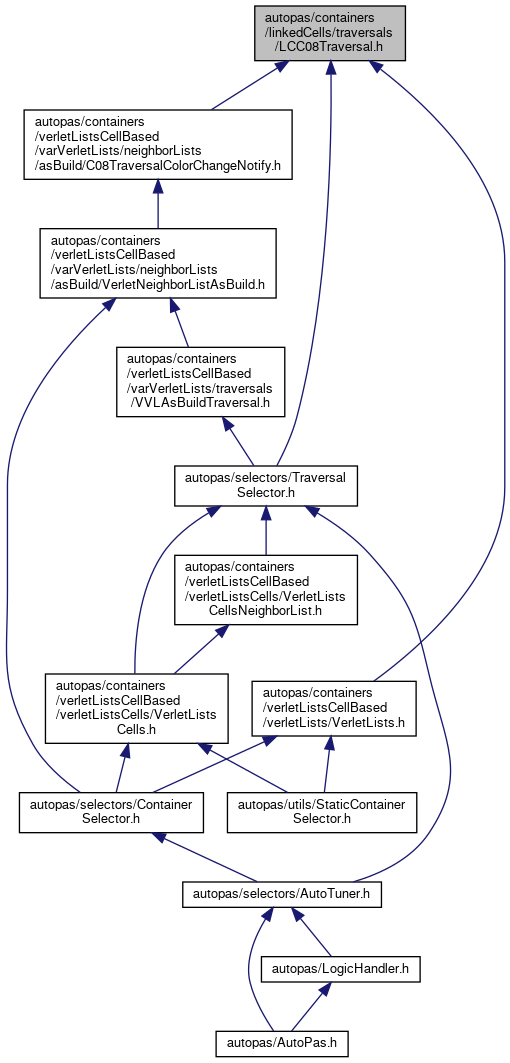 autopas/containers
/linkedCells/traversals
/LCC08Traversal.h
autopas/containers
/verletListsCellBased
/varVerletLists/neighborLists
/asBuild/C08TraversalColorChangeNotify.h
autopas/containers
/verletListsCellBased
/varVerletLists/neighborLists
/asBuild/VerletNeighborListAsBuild.h
autopas/containers
/verletListsCellBased
/varVerletLists/traversals
/VVLAsBuildTraversal.h
autopas/selectors/Traversal
Selector.h
autopas/containers
/verletListsCellBased
/verletListsCells/VerletLists
CellsNeighborList.h
autopas/containers
/verletListsCellBased
/verletListsCells/VerletLists
Cells.h
autopas/containers
/verletListsCellBased
/verletLists/VerletLists.h
autopas/selectors/Container
Selector.h
autopas/utils/StaticContainer
Selector.h
autopas/selectors/AutoTuner.h
autopas/LogicHandler.h
autopas/AutoPas.h